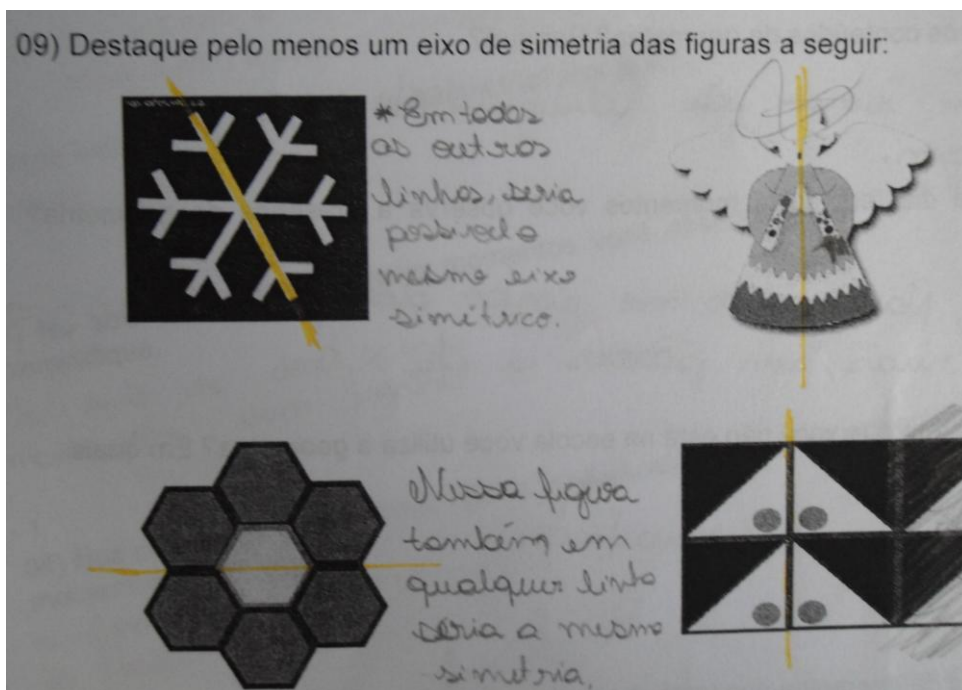 09) Destaque pelo menos um eixo de simetria das figuras a seguir:
*Em todas
as outras
linhas, seria
possível o
mesmo eixo
simétrico.
Nessa figura
também em
qualquer
seria a mesma
simetria,